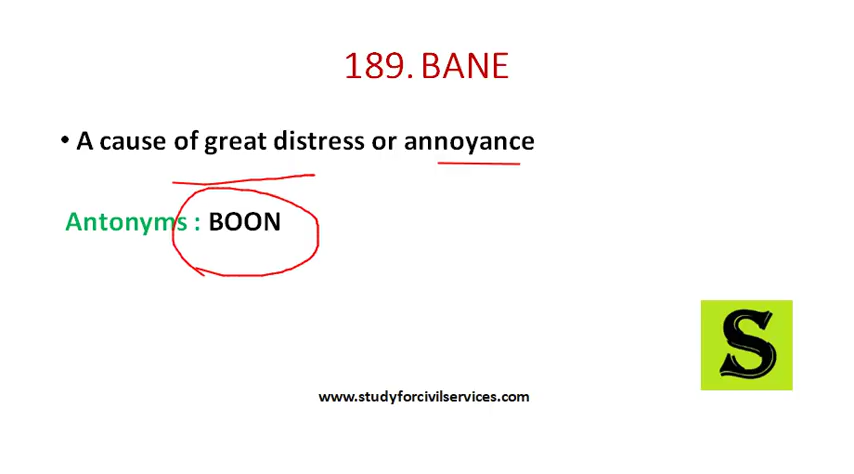 189. BANE
• A cause of great distress or annoyance
Antonyms : BOON
S
www.studyforcivilservices.com